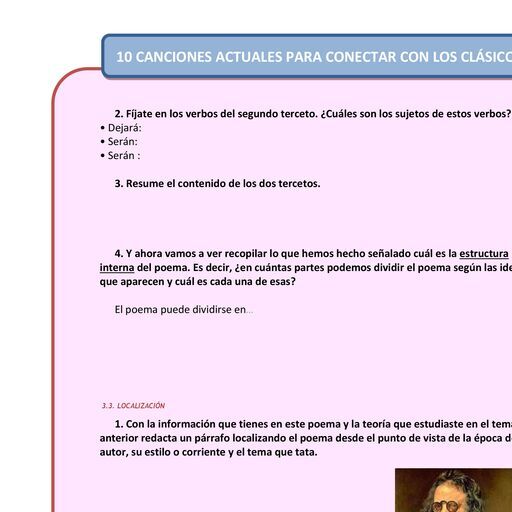 10 CANCIONES ACTUALES PARA CONECTAR CON LOS CLÁSICO
2. Fíjate en los verbos del segundo terceto. ¿Cuáles son los sujetos de estos verbos?
• Dejará:
• Serán:
• Serán :
3. Resume el contenido de los dos tercetos.
4. Y ahora vamos a ver recopilar lo que hemos hecho señalado cuál es la estructura
interna del poema. Es decir, ¿en cuántas partes podemos dividir el poema según las ide
que aparecen y cuál es cada una de esas?
El poema puede dividirse en...
3.3. LOCALIZACIÓN
1. Con la información que tienes en este poema y la teoría que estudiaste en el tem
anterior redacta un párrafo localizando el poema desde el punto de vista de la época d
autor, su estilo o corriente y el tema que tata.